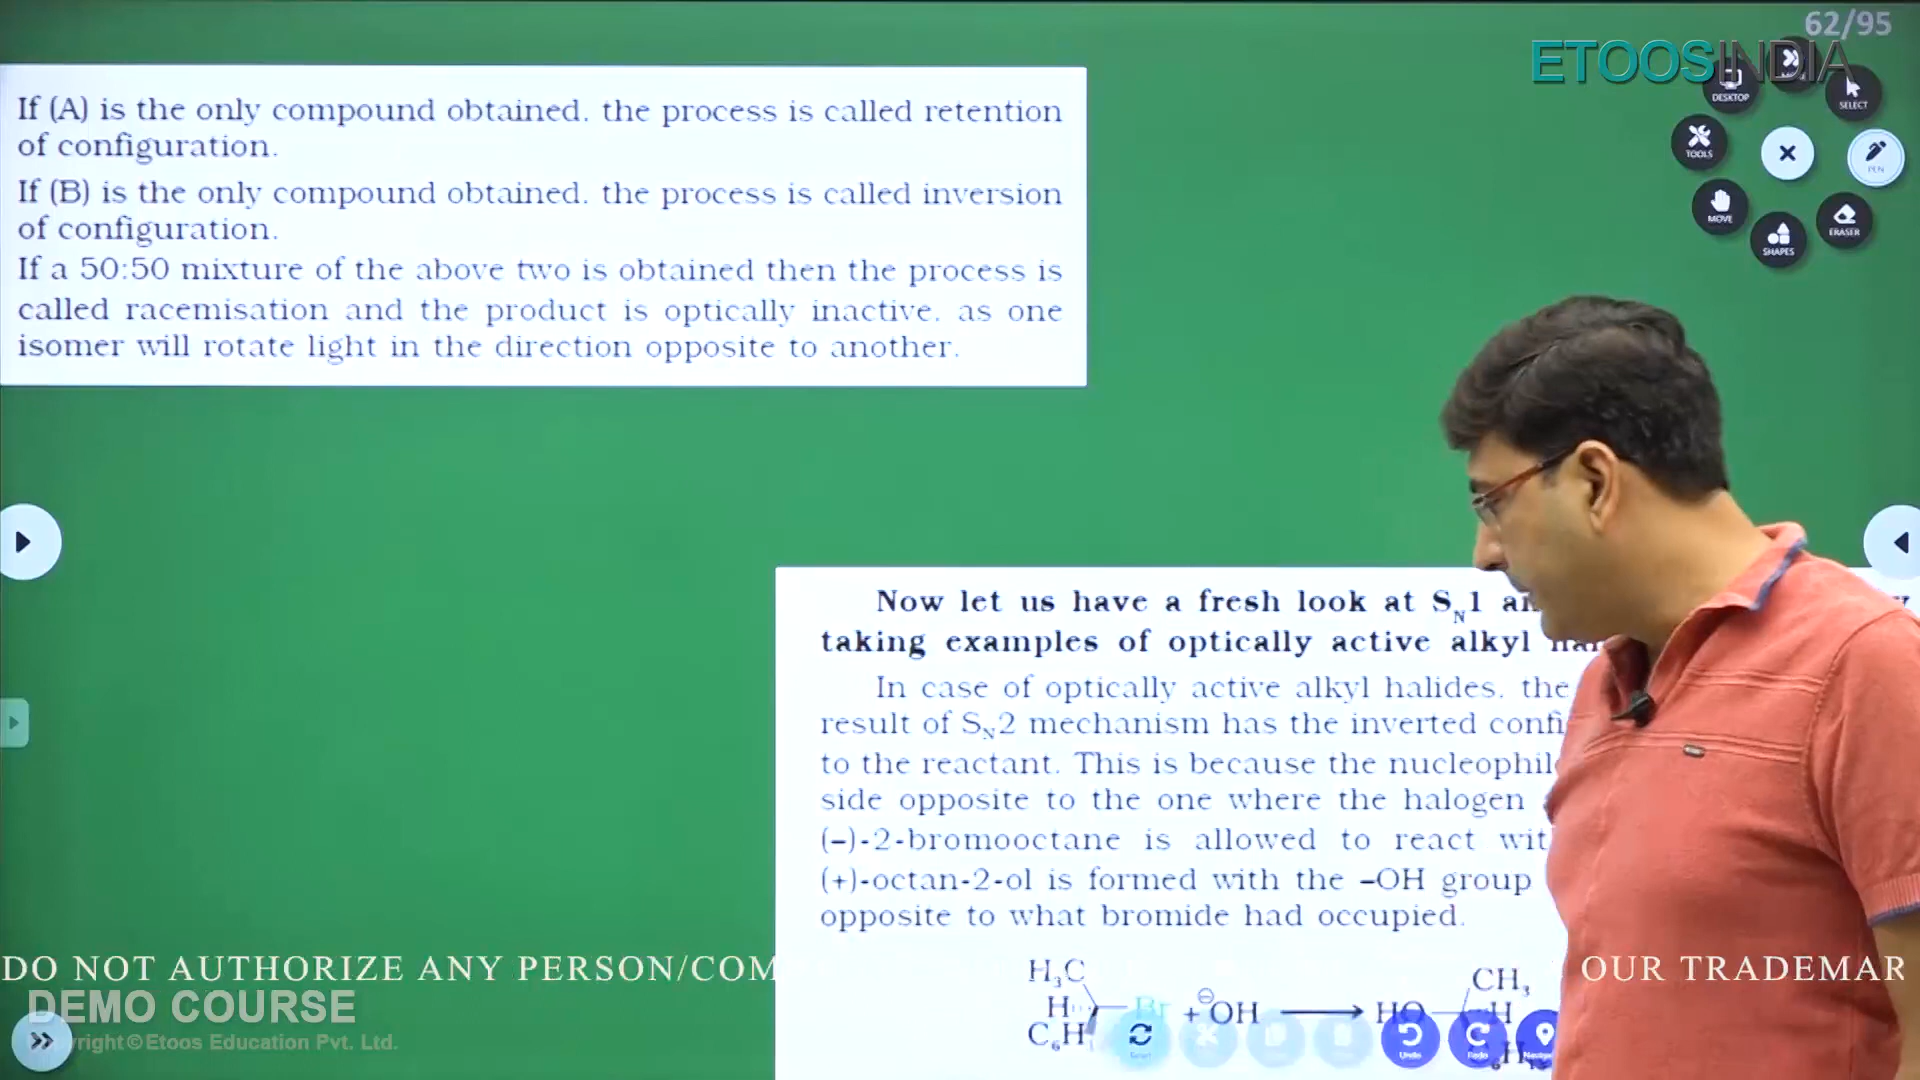 62/95
ETOOSINDIA
DESKTOP
SELECT
TOOLS
PEN
MOVE
ERASER
SHAPES
If (A) is the only compound obtained, the process is called retention
of configuration.
If (B) is the only compound obtained, the process is called inversion
of configuration.
If a 50:50 mixture of the above two is obtained then the process is
called racemisation and the product is optically inactive, as one
isomer will rotate light in the direction opposite to another.
Now let us have a fresh look at SN1
taking examples of optically active alkyl
In case of optically active alkyl halides, the
result of SN2 mechanism has the inverted
to the reactant. This is because the
side opposite to the one where the halogen
(–)-2-bromooctane is allowed to react
(+)-octan-2-ol is formed with the –OH group
opposite to what bromide had occupied.
DO NOT AUTHORIZE ANY PERSON/COM
OUR TRADEMAR
H3C
CH3
H Br + ⊖OH ⟶ HO H
C6H
C6H13
DEMO COURSE
right©Etoos Education Pvt. Ltd.
Undo
Redo